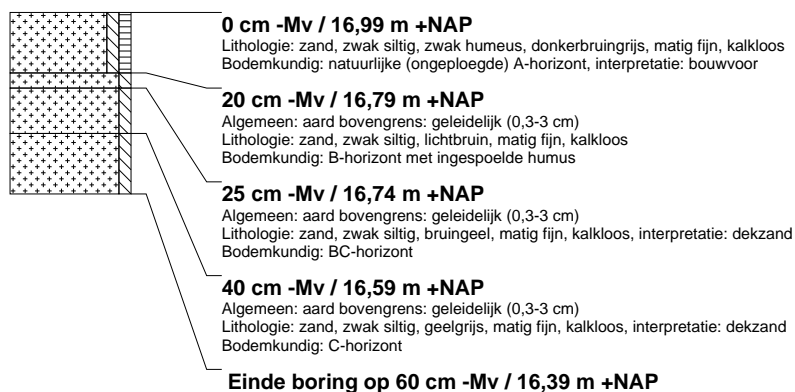 0 cm -Mv / 16,99 m +NAP
Lithologie: zand, zwak siltig, zwak humeus, donkerbruingrijs, matig fijn, kalkloos
Bodemkundig: natuurlijke (ongeploegde) A-horizont, interpretatie: bouwvoor
20 cm -Mv / 16,79 m +NAP
Algemeen: aard bovengrens: geleidelijk (0,3-3 cm)
Lithologie: zand, zwak siltig, lichtbruin, matig fijn, kalkloos
Bodemkundig: B-horizont met ingespoelde humus
25 cm -Mv / 16,74 m +NAP
Algemeen: aard bovengrens: geleidelijk (0,3-3 cm)
Lithologie: zand, zwak siltig, bruingeel, matig fijn, kalkloos, interpretatie: dekzand
Bodemkundig: BC-horizont
40 cm -Mv / 16,59 m +NAP
Algemeen: aard bovengrens: geleidelijk (0,3-3 cm)
Lithologie: zand, zwak siltig, geelgrijs, matig fijn, kalkloos, interpretatie: dekzand
Bodemkundig: C-horizont
Einde boring op 60 cm -Mv / 16,39 m +NAP